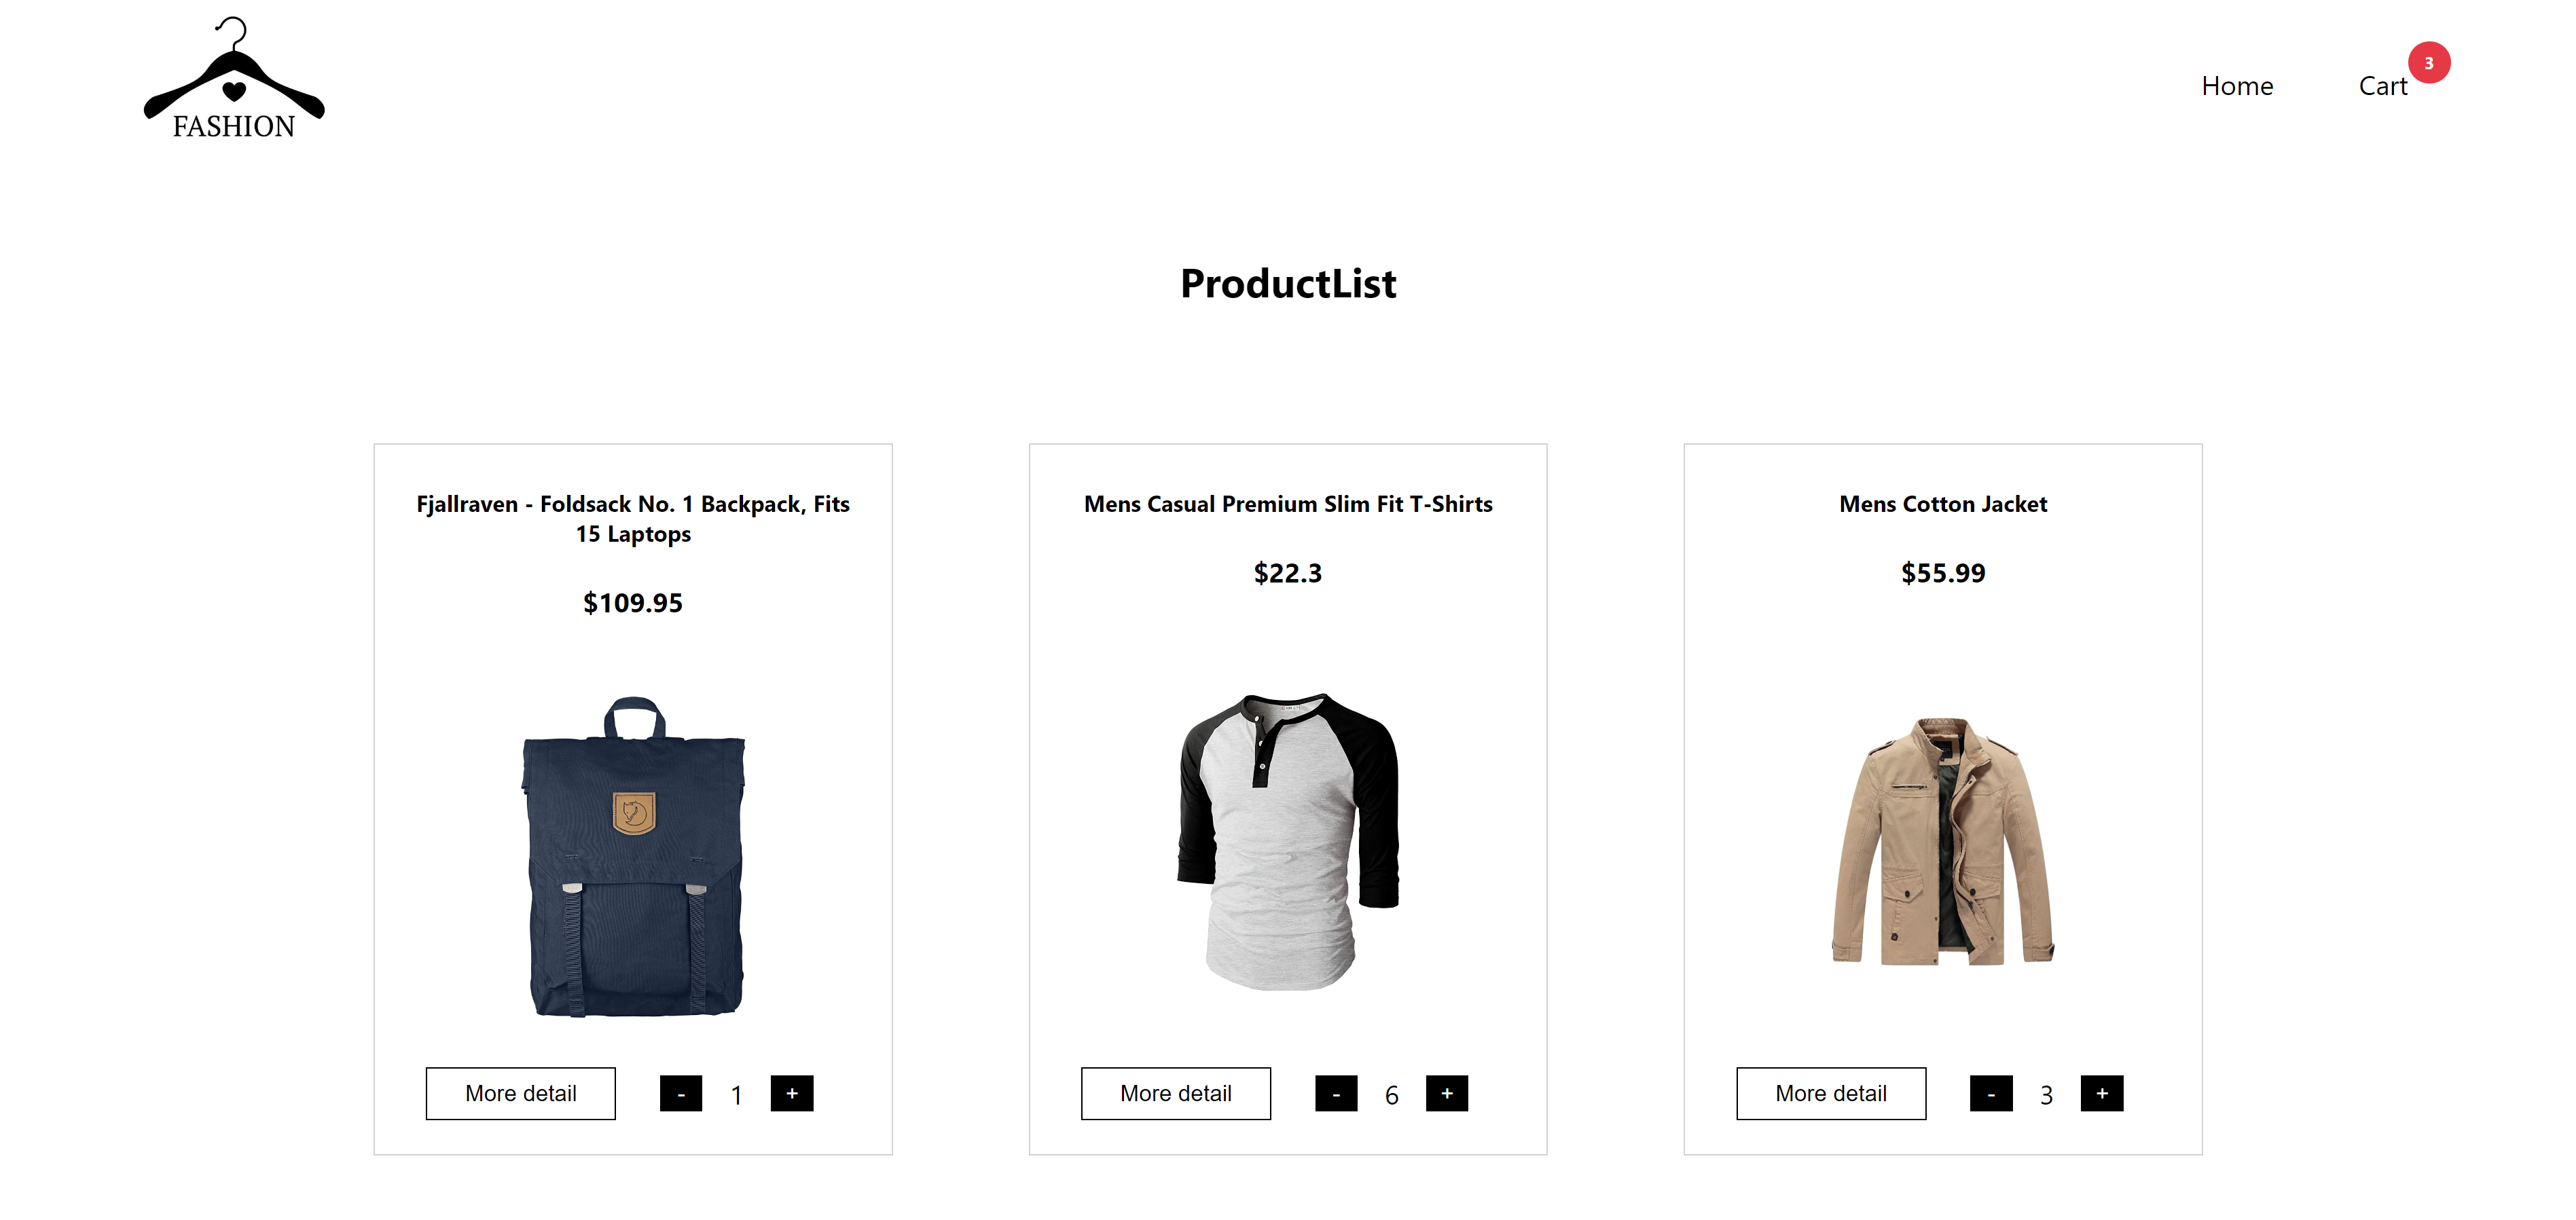 FASHION
Home
Cart
3
ProductList
Fjallraven - Foldsack No. 1 Backpack, Fits
15 Laptops
$109.95
More detail
-
1
+
Mens Casual Premium Slim Fit T-Shirts
$22.3
More detail
-
6
+
Mens Cotton Jacket
$55.99
More detail
-
3
+